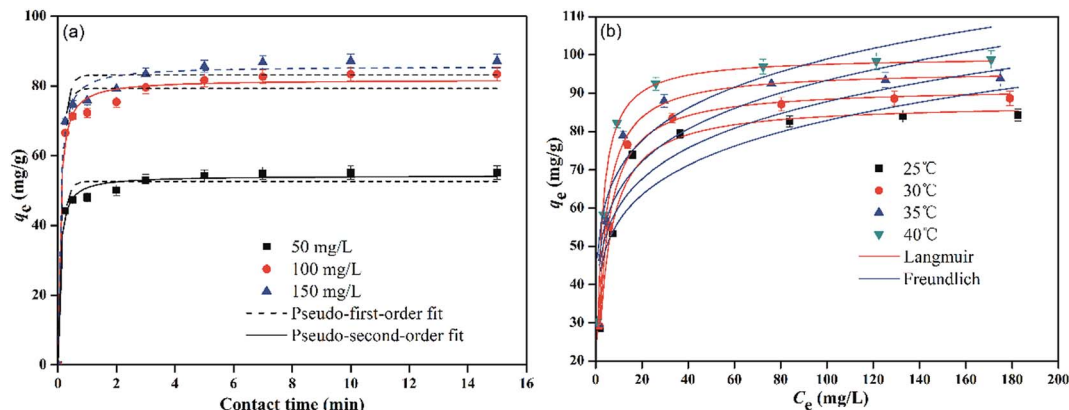 (a)
100
80
60
40
20
0
q_c (mg/g)
50 mg/L
100 mg/L
150 mg/L
Pseudo-first-order fit
Pseudo-second-order fit
0 2 4 6 8 10 12 14 16
Contact time (min)
(b)
110
100
90
80
70
60
50
40
30
20
q_e (mg/g)
25℃
30℃
35℃
40℃
Langmuir
Freundlich
0 20 40 60 80 100 120 140 160 180 200
C_e (mg/L)